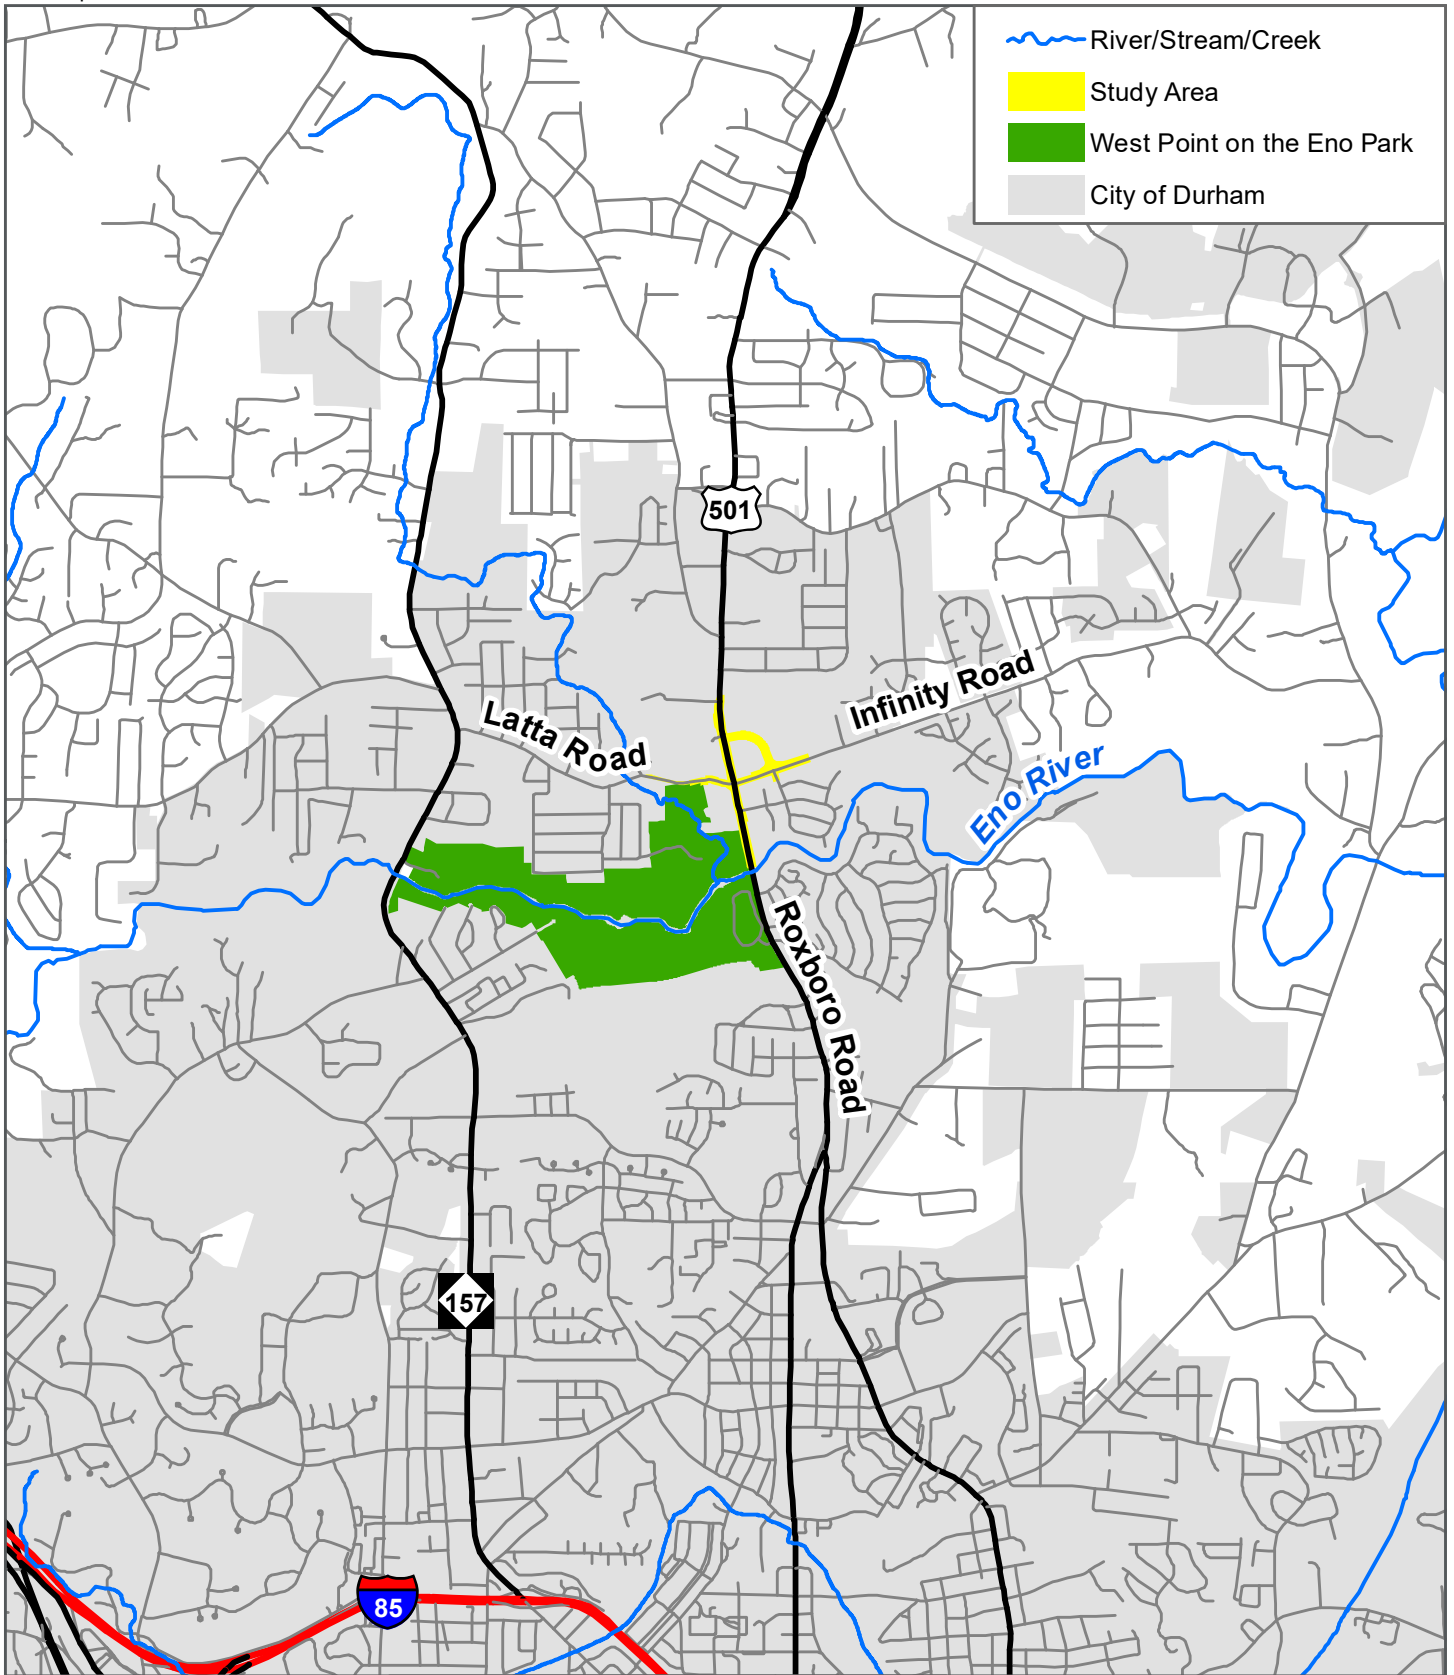 River/Stream/Creek
Study Area
West Point on the Eno Park
City of Durham
501
Infinity Road
Latta Road
Eno River
Roxboro Road
157
85